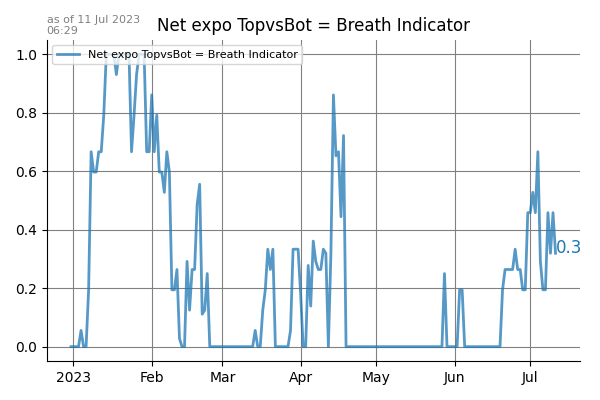 as of 11 Jul 2023
06:29
Net expo TopvsBot = Breath Indicator
Net expo TopvsBot = Breath Indicator
1.0
0.8
0.6
0.4
0.2
0.0
0.3
2023 Feb Mar Apr May Jun Jul